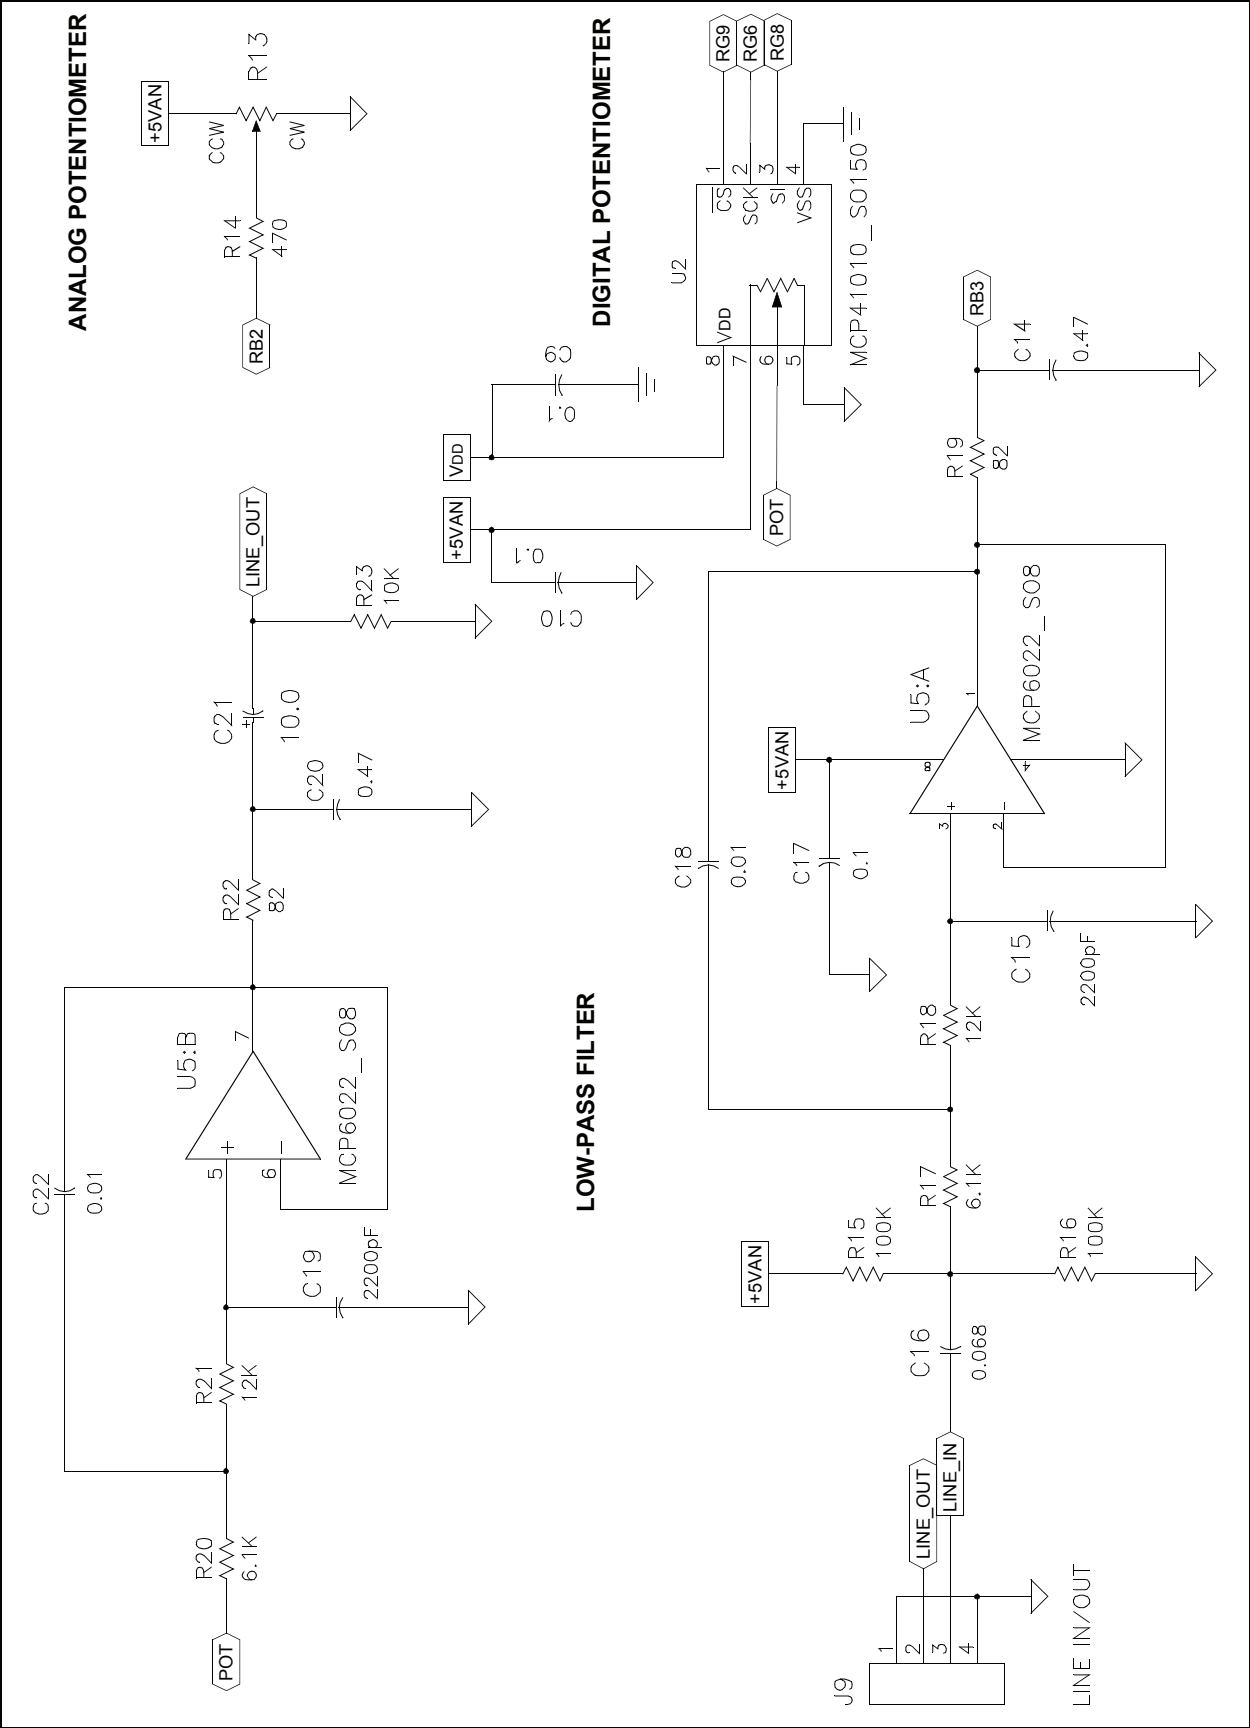 ANALOG POTENTIOMETER
+5VAN
CCW
R13
CW
R14
470
RB2
POT
R20
6.1K
R21
12K
C22
0.01
C19
2200pF
U5:B
5
+
6
–
7
MCP6022_SO8
R22
82
C20
0.47
C21
+
10.0
R23
10K
LINE_OUT
DIGITAL POTENTIOMETER
+5VAN
0.1
C10
VDD
C9
0.1
POT
U2
8
VDD
7
6
5
CS
1
SCK
2
SI
3
VSS
4
RG9
RG6
RG8
MCP41010_SO150
LOW-PASS FILTER
J9
1
2
3
4
LINE IN/OUT
LINE_OUT
LINE_IN
C16
0.068
+5VAN
R15
100K
R16
100K
R17
6.1K
R18
12K
C18
0.01
C15
2200pF
+5VAN
C17
0.1
U5:A
3
+
2
–
8
4
1
MCP6022_SO8
R19
82
C14
0.47
RB3